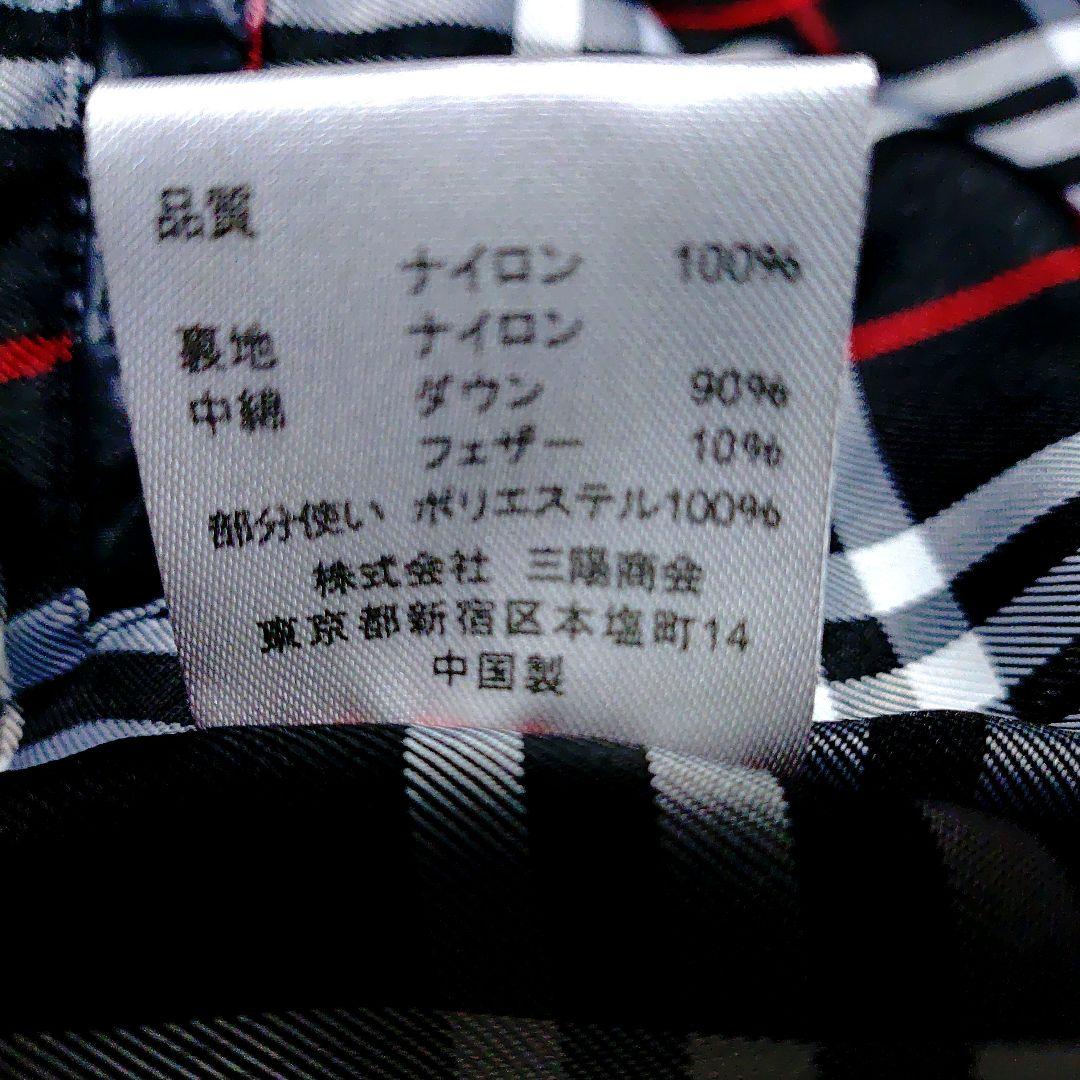 品質
ナイロン 100%
裏地 ナイロン
中綿 ダウン 90%
フェザー 10%
部分使い ポリエステル100%
株式会社 三陽商会
東京都新宿区本塩町14
中国製